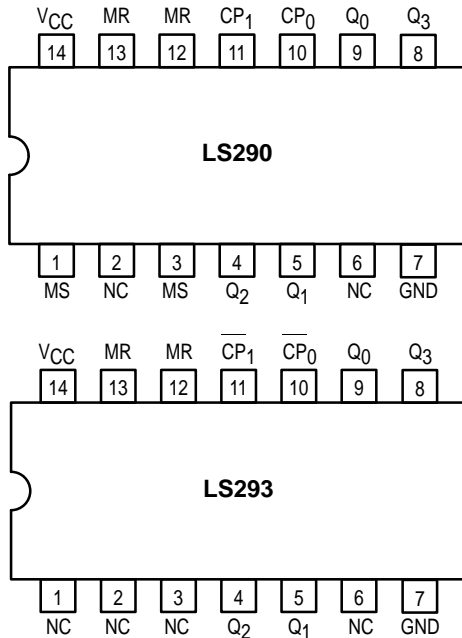 VCC MR MR CP1 CP0 Q0 Q3
14 13 12 11 10 9 8
LS290
1 2 3 4 5 6 7
MS NC MS Q2 Q1 NC GND
VCC MR MR C̅P̅1 C̅P̅0 Q0 Q3
14 13 12 11 10 9 8
LS293
1 2 3 4 5 6 7
NC NC NC Q2 Q1 NC GND